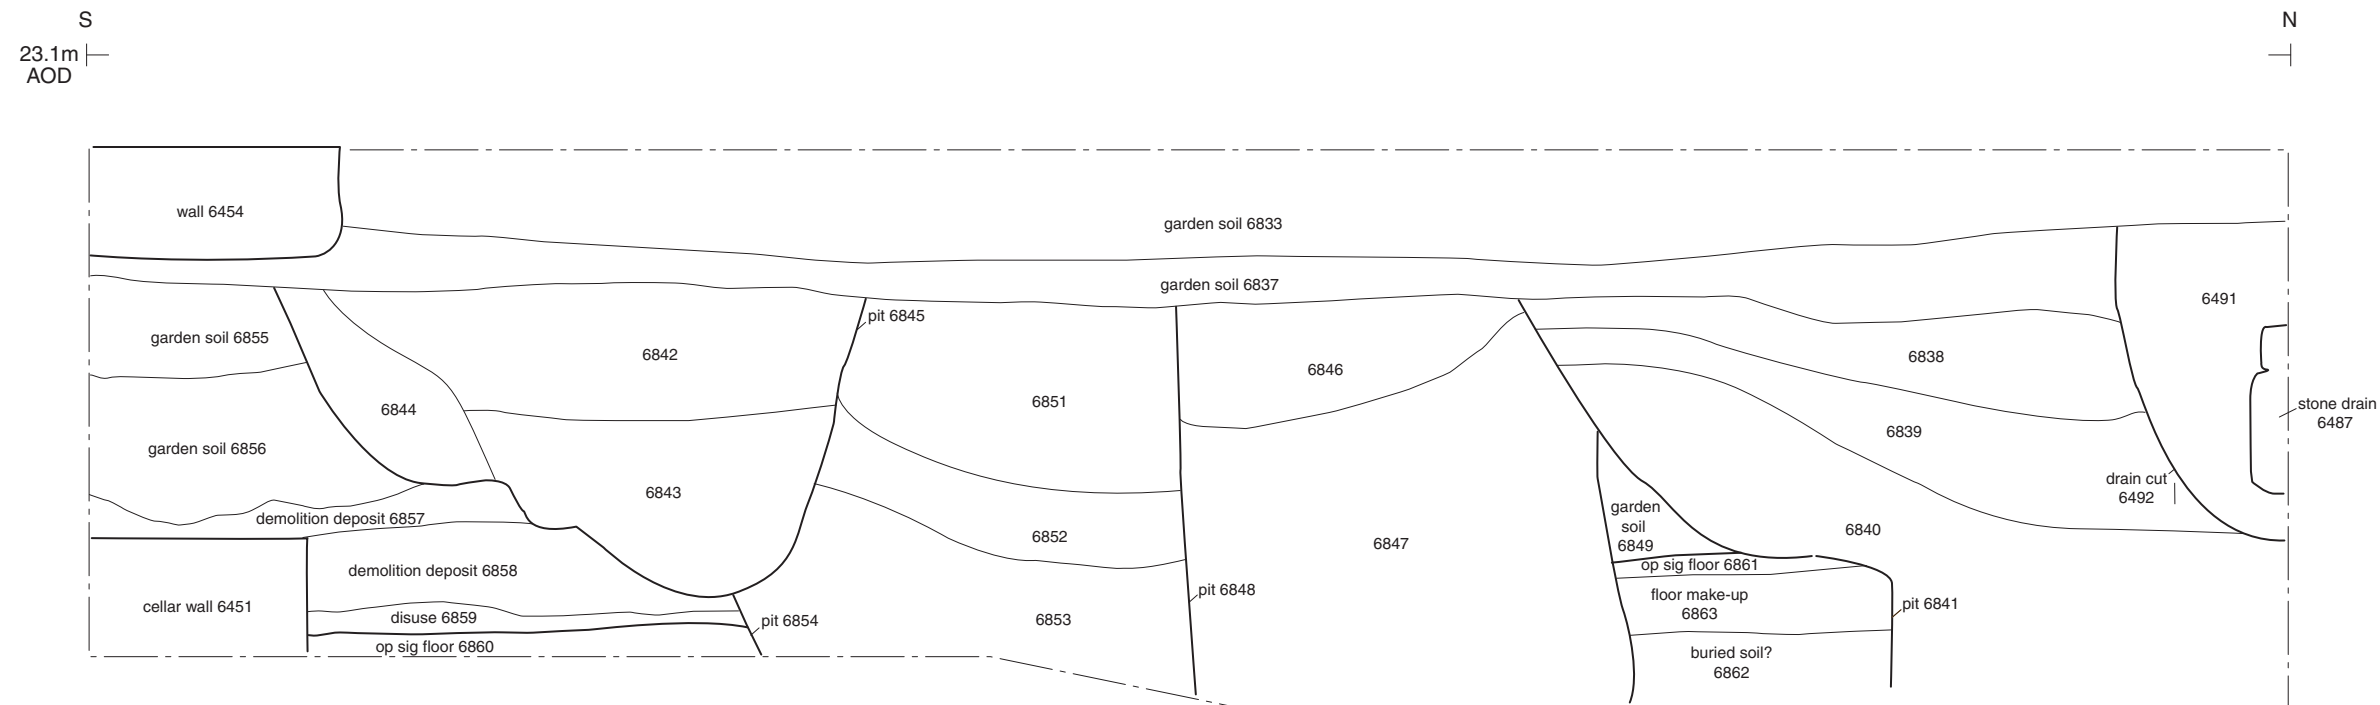 S
N
23.1m
AOD
wall 6454
garden soil 6833
garden soil 6837
6491
pit 6845
garden soil 6855
6842
6838
6846
6851
6844
stone drain
6487
6839
garden soil 6856
drain cut
6492
6843
garden
soil
6849
demolition deposit 6857
6840
6852
6847
op sig floor 6861
demolition deposit 6858
pit 6848
floor make-up
6863
pit 6841
cellar wall 6451
disuse 6859
pit 6854
6853
op sig floor 6860
buried soil?
6862